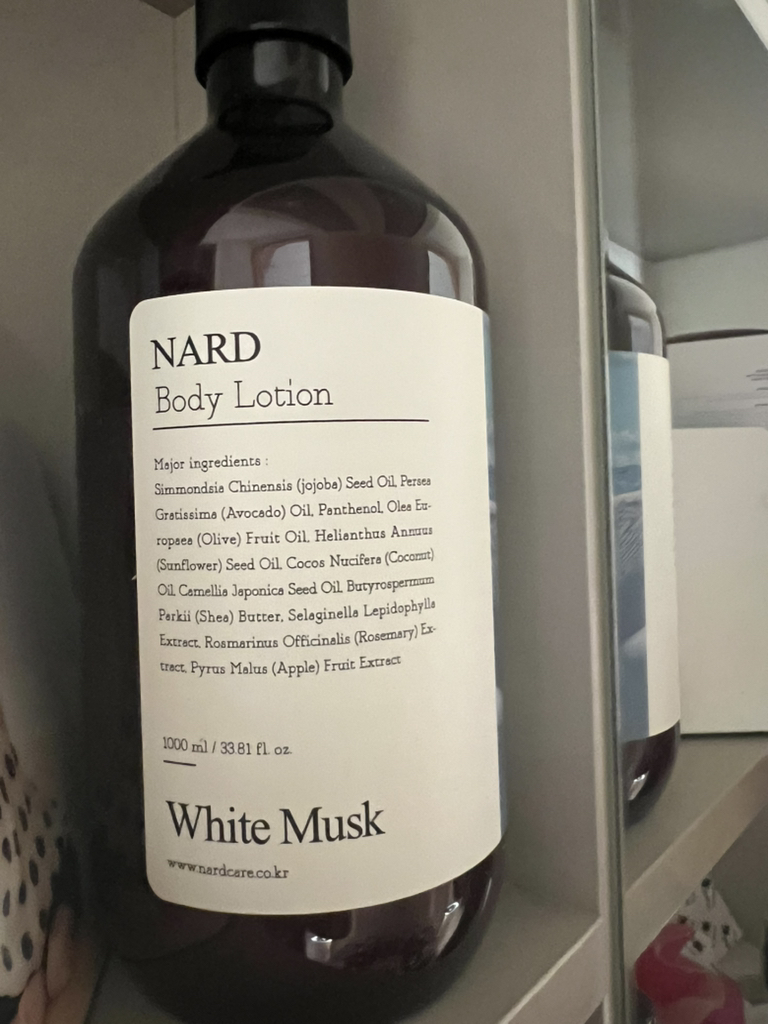 NARD
Body Lotion
Major ingredients :
Simmondsia Chinensis (jojoba) Seed Oil, Persea
Gratissima (Avocado) Oil, Panthenol, Olea Eu-
ropaea (Olive) Fruit Oil, Helianthus Annuus
(Sunflower) Seed Oil, Cocos Nucifera (Coconut)
Oil, Camellia Japonica Seed Oil, Butyrospermum
Parkii (Shea) Butter, Selaginella Lepidophylla
Extract, Rosmarinus Officinalis (Rosemary) Ex-
tract, Pyrus Malus (Apple) Fruit Extract
1000 ml / 33.81 fl. oz.
White Musk
www.nardcare.co.kr